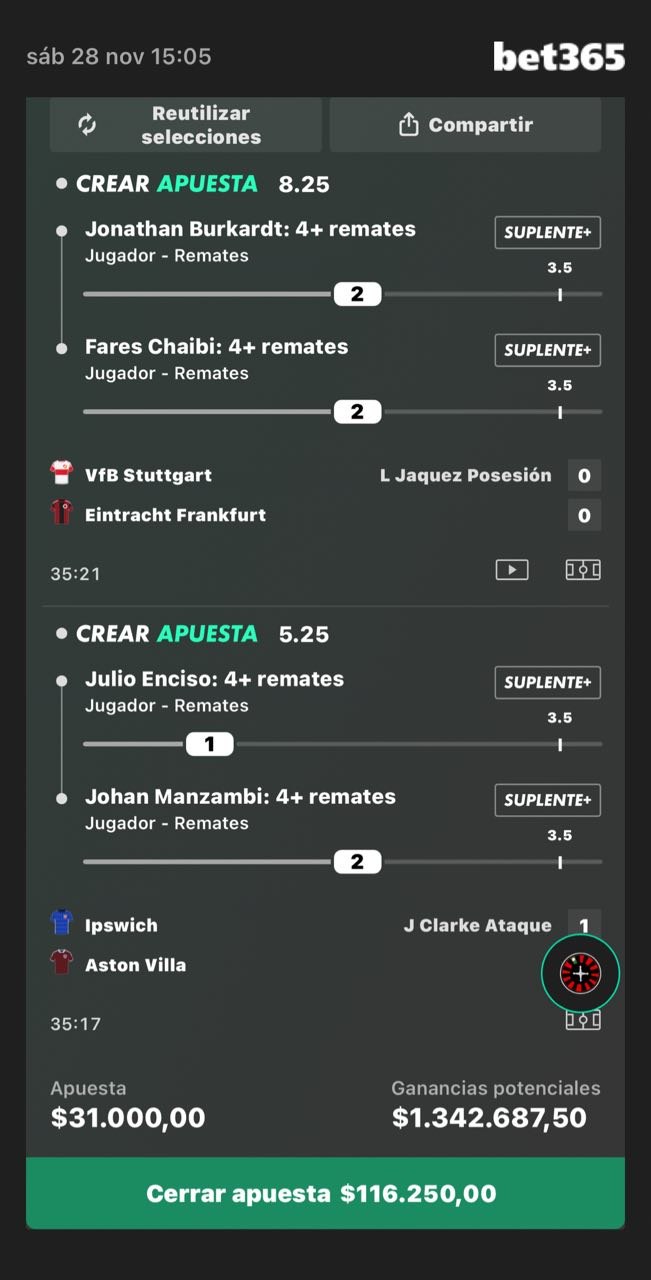 sáb 28 nov 15:05
bet365
Reutilizar
selecciones
Compartir
CREAR APUESTA 8.25
Jonathan Burkardt: 4+ remates
SUPLENTE+
Jugador - Remates
3.5
2
Fares Chaibi: 4+ remates
SUPLENTE+
Jugador - Remates
3.5
2
VfB Stuttgart
L Jaquez Posesión 0
Eintracht Frankfurt
0
35:21
CREAR APUESTA 5.25
Julio Enciso: 4+ remates
SUPLENTE+
Jugador - Remates
3.5
1
Johan Manzambi: 4+ remates
SUPLENTE+
Jugador - Remates
3.5
2
Ipswich
J Clarke Ataque 1
Aston Villa
35:17
Apuesta
Ganancias potenciales
$31.000,00
$1.342.687,50
Cerrar apuesta $116.250,00